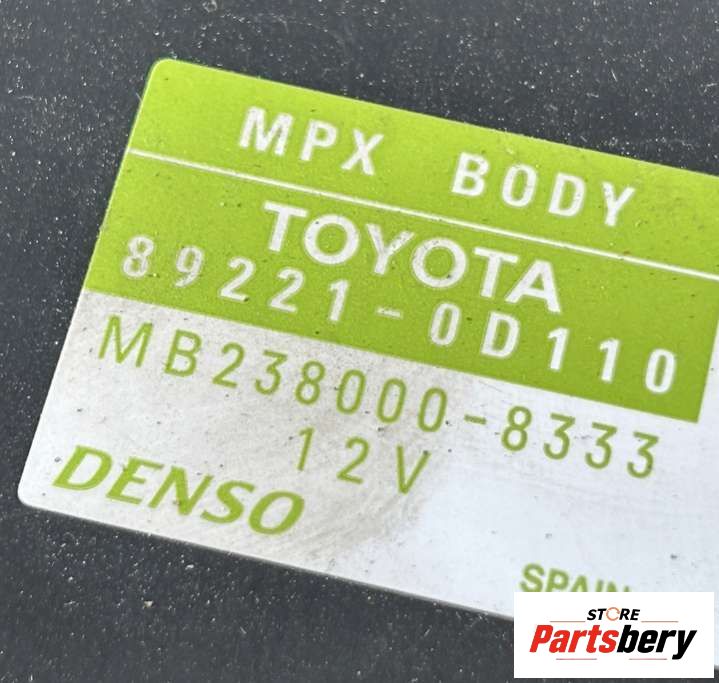 MPX BODY
TOYOTA
89221-0D110
MB238000-8333
12V
DENSO
SPAIN
STORE
Partsbery